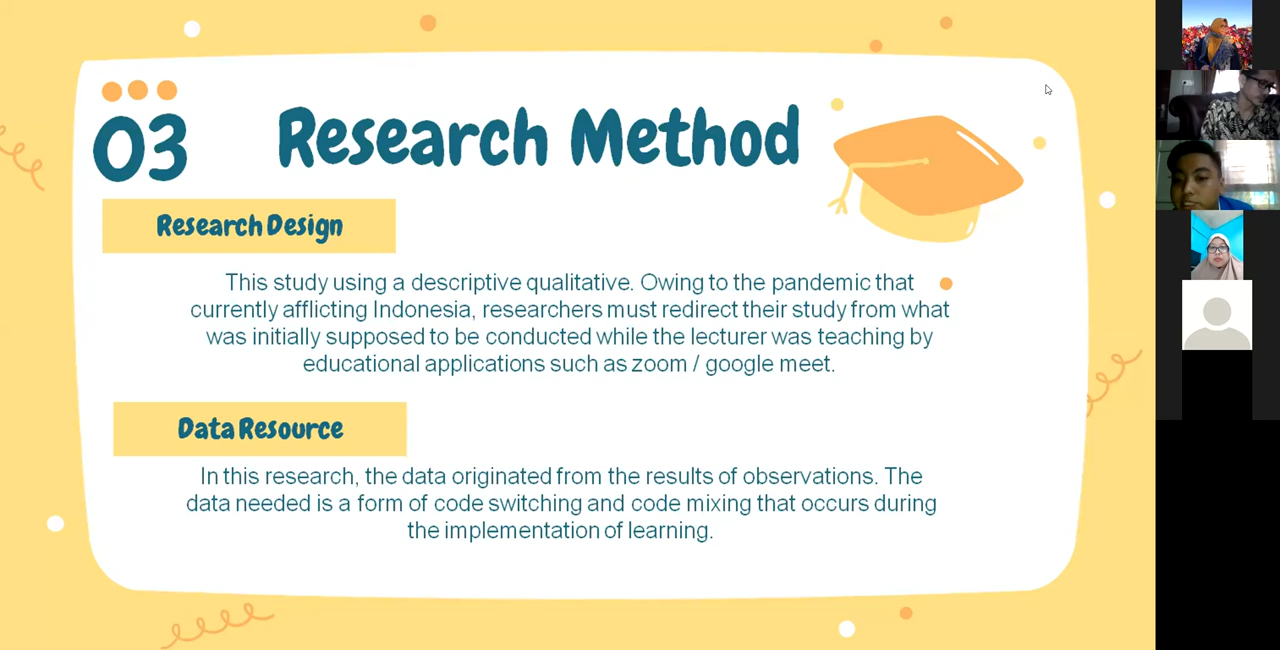 03
Research Method
Research Design
This study using a descriptive qualitative. Owing to the pandemic that
currently afflicting Indonesia, researchers must redirect their study from what
was initially supposed to be conducted while the lecturer was teaching by
educational applications such as zoom / google meet.
Data Resource
In this research, the data originated from the results of observations. The
data needed is a form of code switching and code mixing that occurs during
the implementation of learning.